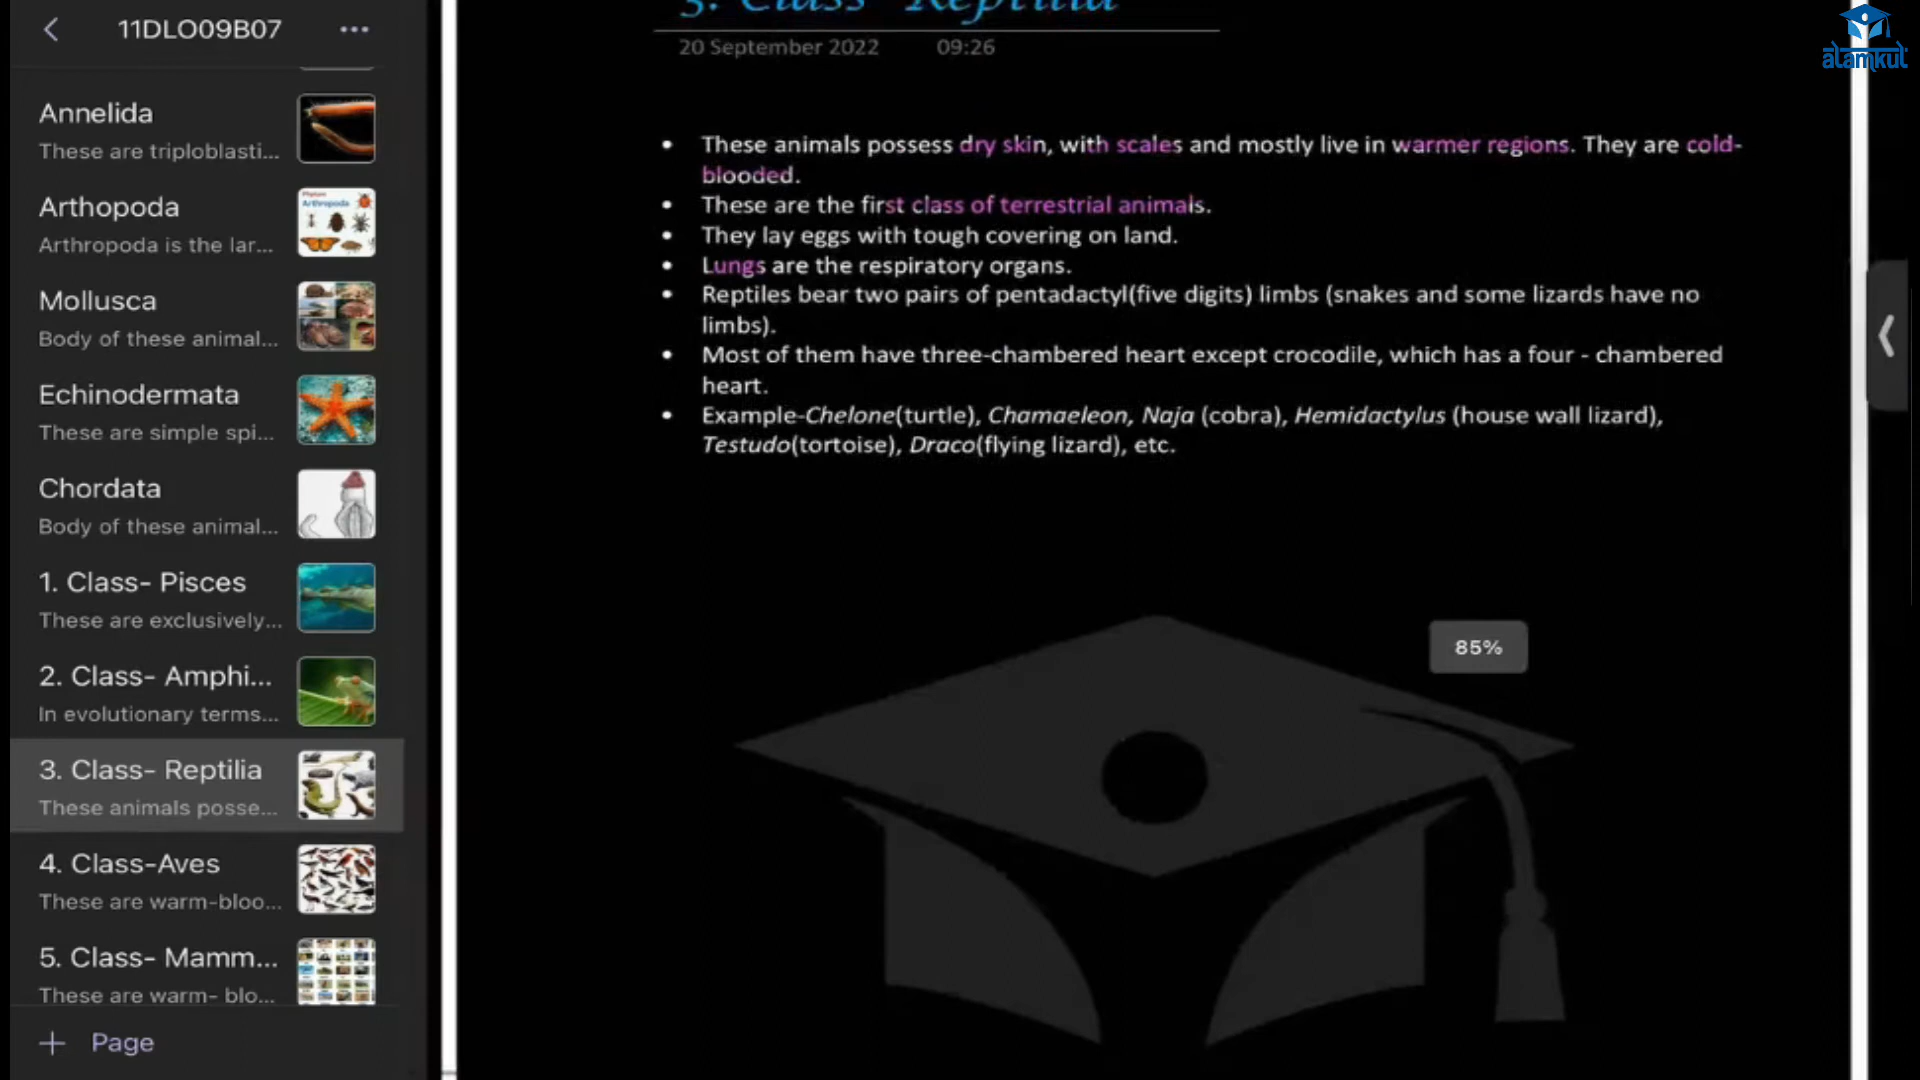 11DLO09B07
Annelida
These are triploblasti...
Arthopoda
Arthropoda is the lar...
Mollusca
Body of these animal...
Echinodermata
These are simple spi...
Chordata
Body of these animal...
1. Class- Pisces
These are exclusively...
2. Class- Amphi...
In evolutionary terms...
3. Class- Reptilia
These animals posse...
4. Class-Aves
These are warm-bloo...
5. Class- Mamm...
These are warm- blo...
+ Page
3. Class- Reptilia
20 September 2022 09:26
• These animals possess dry skin, with scales and mostly live in warmer regions. They are cold-
blooded.
• These are the first class of terrestrial animals.
• They lay eggs with tough covering on land.
• Lungs are the respiratory organs.
• Reptiles bear two pairs of pentadactyl(five digits) limbs (snakes and some lizards have no
limbs).
• Most of them have three-chambered heart except crocodile, which has a four - chambered
heart.
• Example-Chelone(turtle), Chamaeleon, Naja (cobra), Hemidactylus (house wall lizard),
Testudo(tortoise), Draco(flying lizard), etc.
85%
alamkut